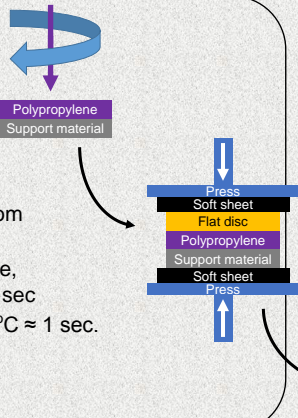 Polypropylene
Support material
om
e,
sec
°C ≈ 1 sec.
Press
Soft sheet
Flat disc
Polypropylene
Support material
Soft sheet
Press